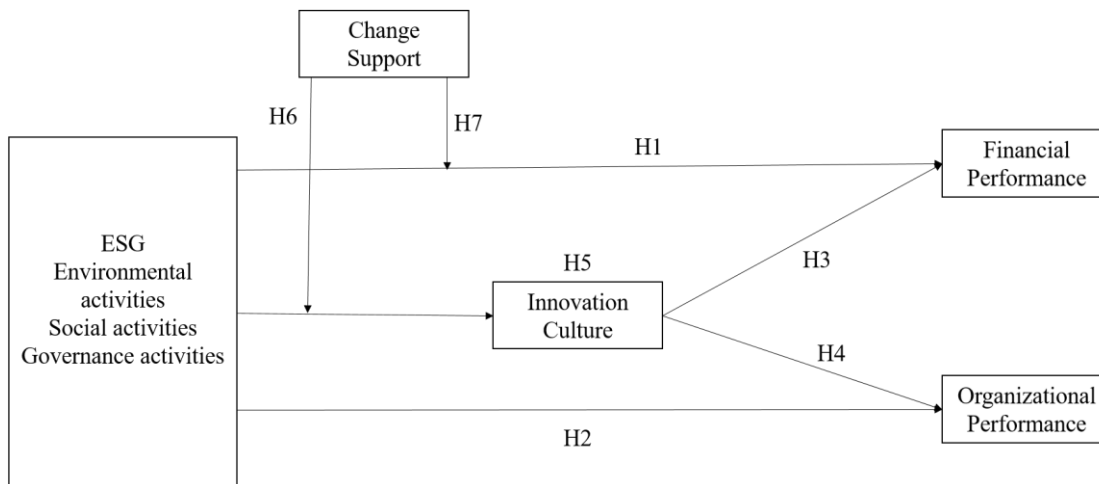 Change
Support
H6
H7
H1
Financial
Performance
ESG
Environmental
activities
Social activities
Governance activities
H5
Innovation
Culture
H3
H4
Organizational
Performance
H2